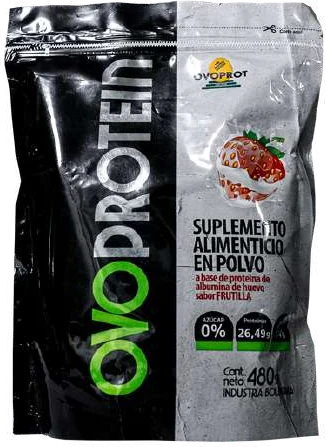 OVOPROTEIN
OVOPROT
SUPLEMENTO
ALIMENTICIO
EN POLVO
a base de proteína de
albumina de huevo
sabor FRUTILLA
AZÚCAR
0%
Proteínas
26,49g
Cont.
neto.
480g
INDUSTRIA BOLIVIANA